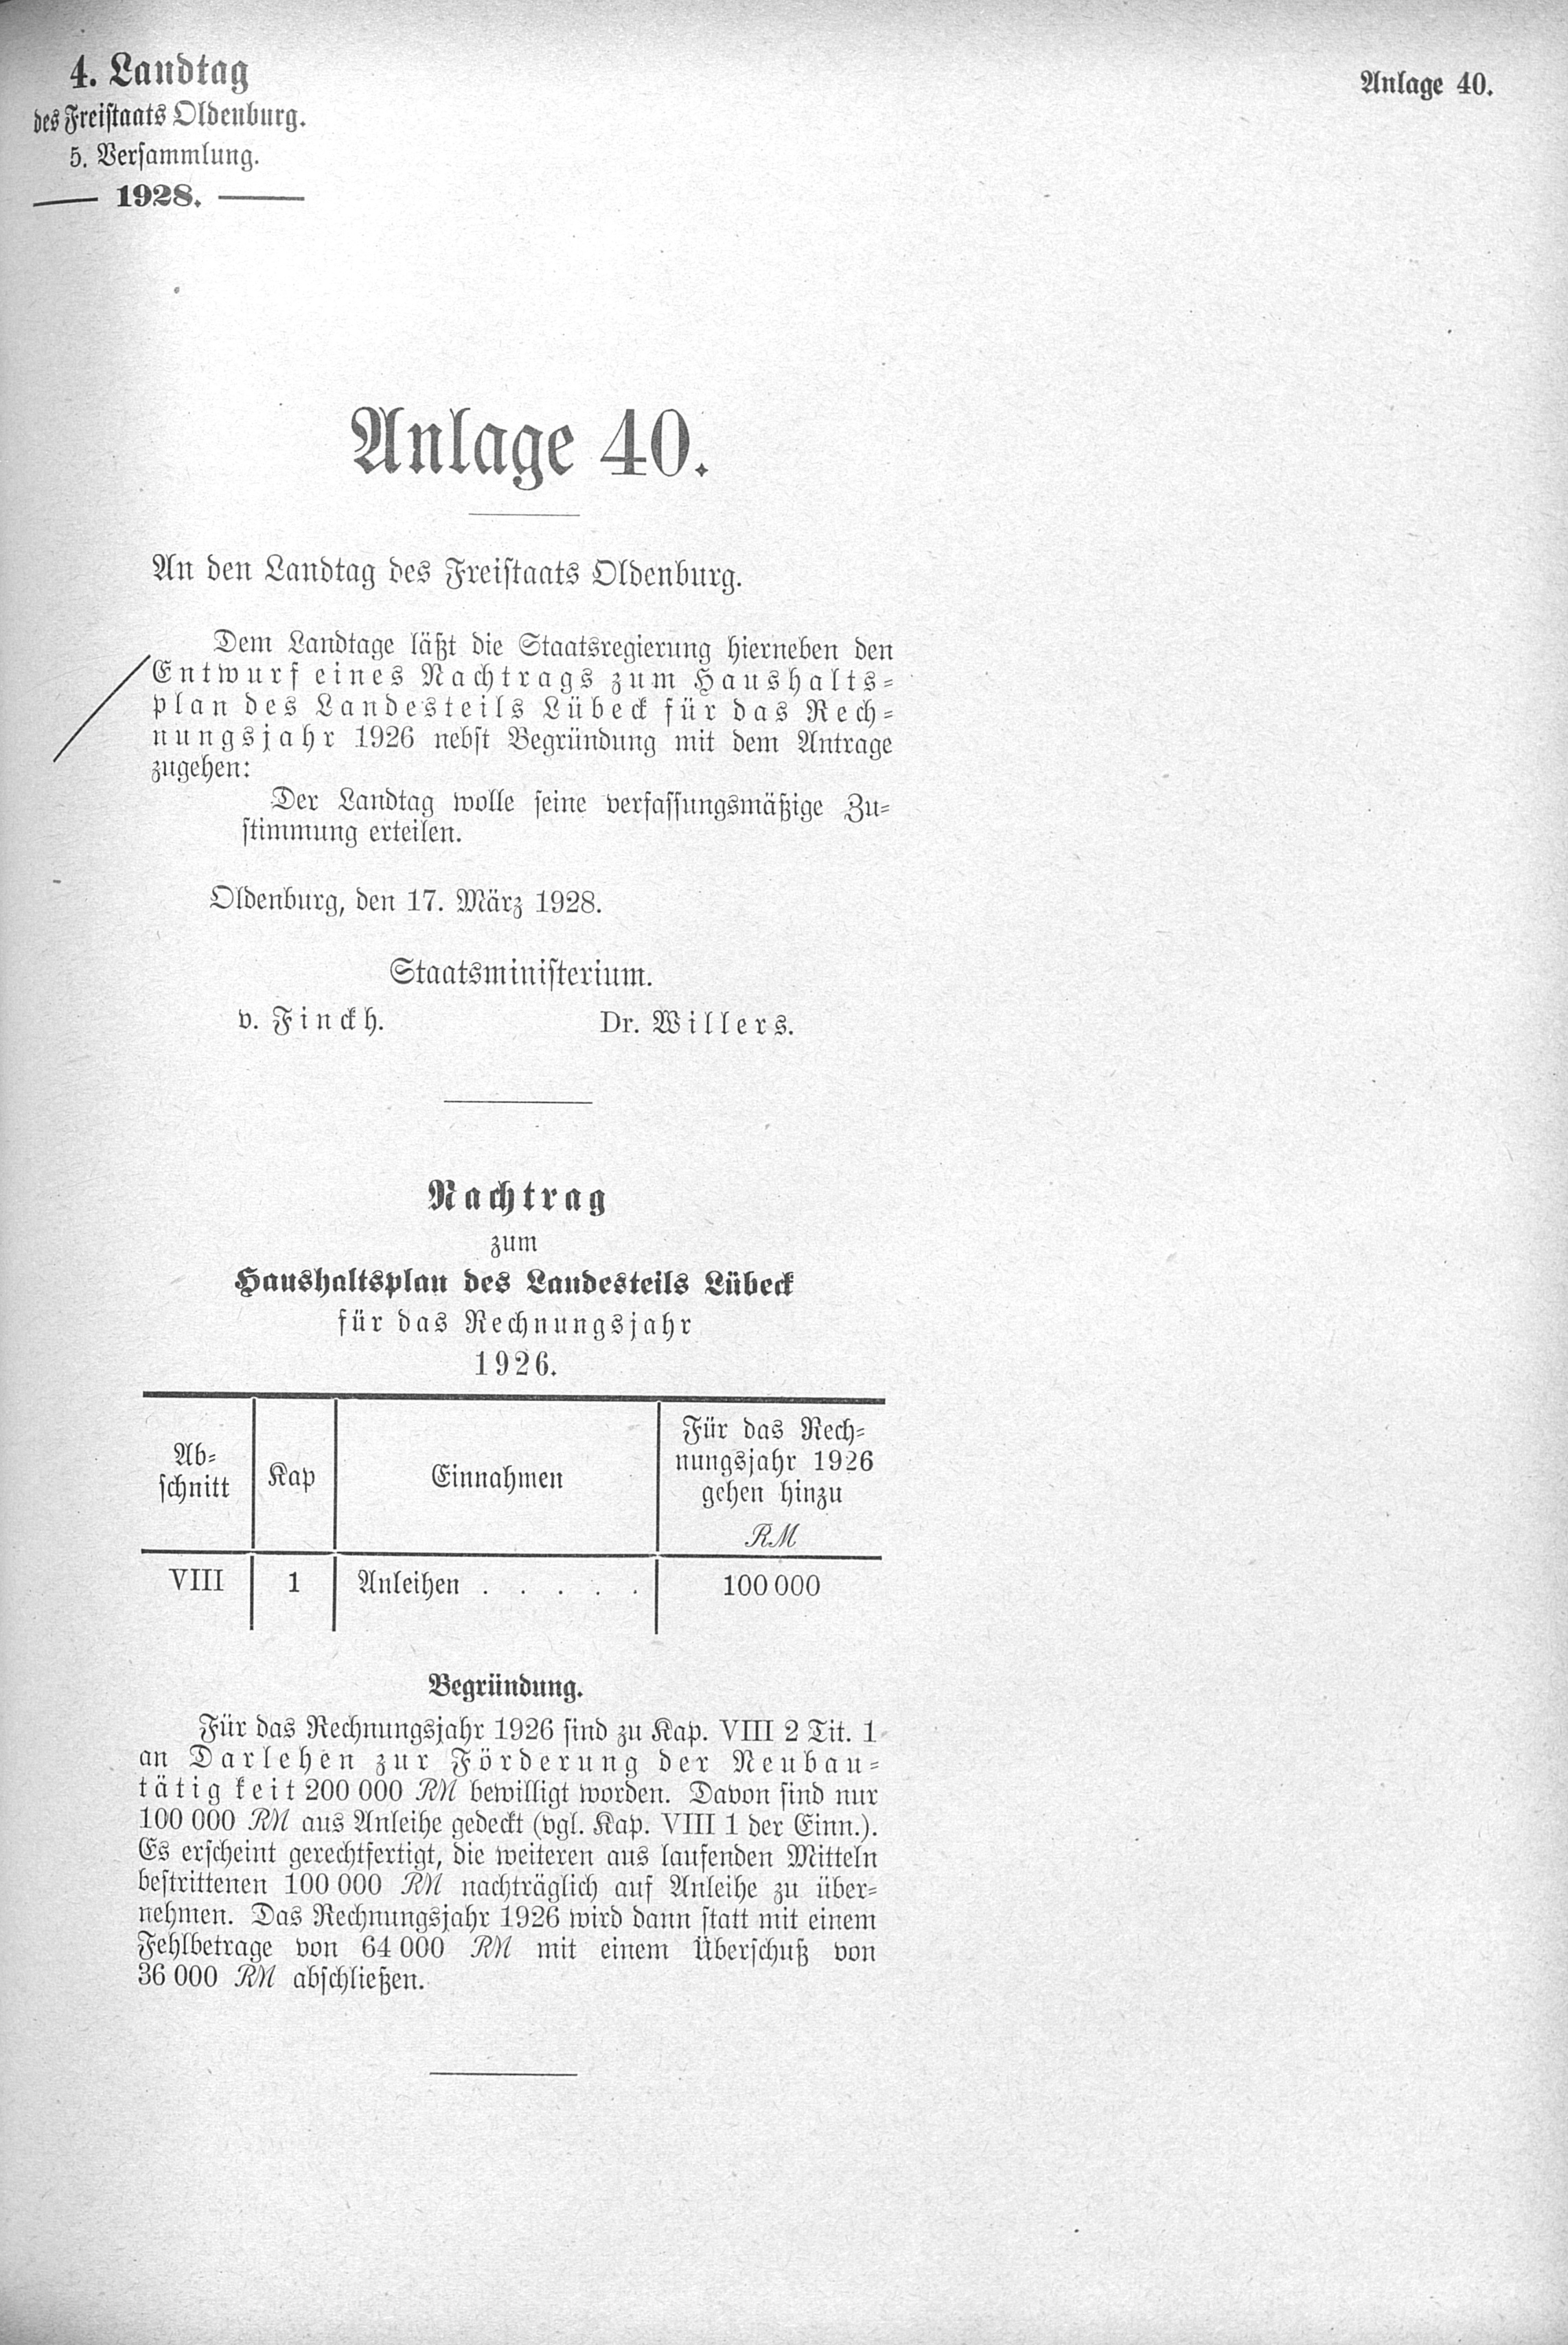 4. Landtag
des Freistaats Oldenburg.
5. Versammlung.
1928.
Anlage 40.
Anlage 40.
An den Landtag des Freistaats Oldenburg.
Dem Landtage läßt die Staatsregierung hierneben den
Entwurf eines Nachtrags zum Haushalts-
plan des Landesteils Lübeck für das Rech-
nungsjahr 1926 nebst Begründung mit dem Antrage
zugehen:
Der Landtag wolle seine verfassungsmäßige Zu-
stimmung erteilen.
Oldenburg, den 17. März 1928.
Staatsministerium.
v. Finckh. Dr. Willers.
Nachtrag
zum
Haushaltsplan des Landesteils Lübeck
für das Rechnungsjahr
1926.
Ab-
schnitt
Kap
Einnahmen
Für das Rech-
nungsjahr 1926
gehen hinzu
RM
VIII 1 Anleihen . . . . . 100 000
Begründung.
Für das Rechnungsjahr 1926 sind zu Kap. VIII 2 Tit. 1
an Darlehen zur Förderung der Neubau-
tätigkeit 200 000 RM bewilligt worden. Davon sind nur
100 000 RM aus Anleihe gedeckt (vgl. Kap. VIII 1 der Einn.).
Es erscheint gerechtfertigt, die weiteren aus laufenden Mitteln
bestrittenen 100 000 RM nachträglich auf Anleihe zu über-
nehmen. Das Rechnungsjahr 1926 wird dann statt mit einem
Fehlbetrage von 64 000 RM mit einem Überschuß von
36 000 RM abschließen.